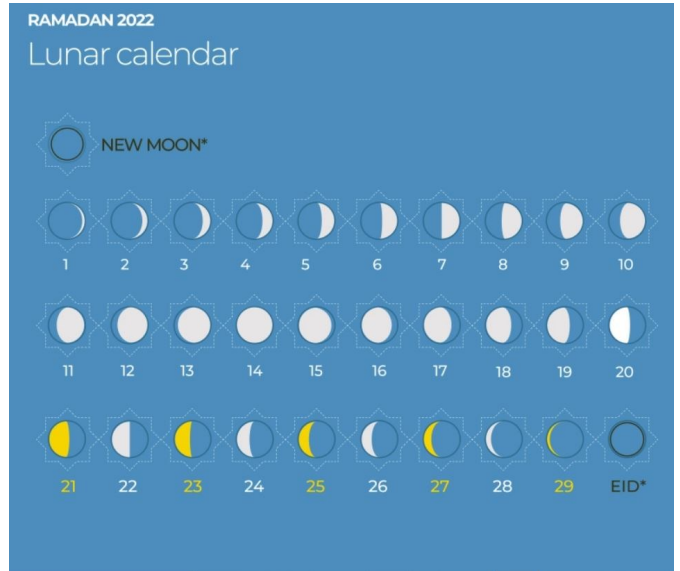 RAMADAN 2022
Lunar calendar
NEW MOON*
1 2 3 4 5 6 7 8 9 10
11 12 13 14 15 16 17 18 19 20
21 22 23 24 25 26 27 28 29 EID*